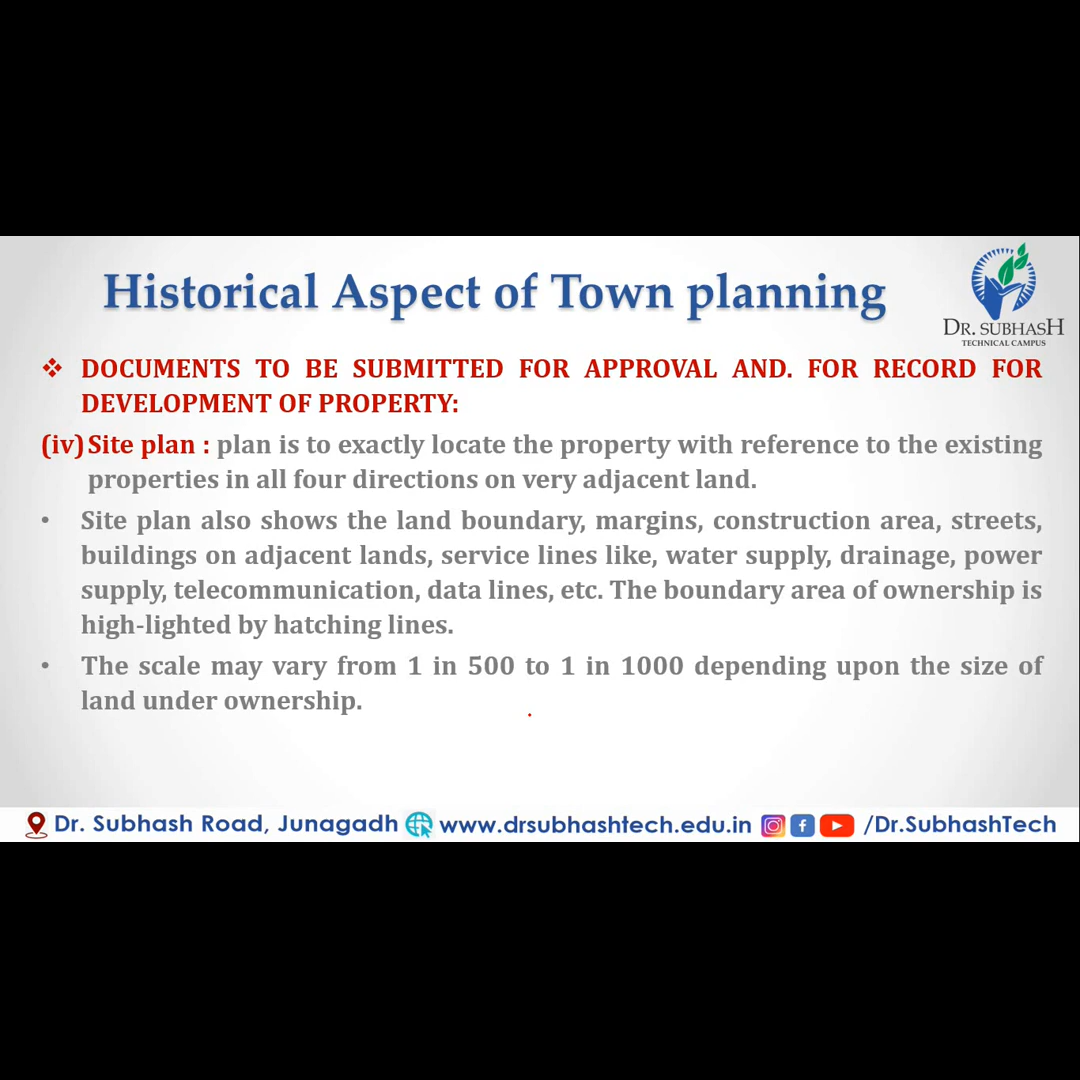 Historical Aspect of Town planning
DR. SUBHASH
TECHNICAL CAMPUS
❖ DOCUMENTS TO BE SUBMITTED FOR APPROVAL AND. FOR RECORD FOR
DEVELOPMENT OF PROPERTY:
(iv) Site plan : plan is to exactly locate the property with reference to the existing
properties in all four directions on very adjacent land.
• Site plan also shows the land boundary, margins, construction area, streets,
buildings on adjacent lands, service lines like, water supply, drainage, power
supply, telecommunication, data lines, etc. The boundary area of ownership is
high-lighted by hatching lines.
• The scale may vary from 1 in 500 to 1 in 1000 depending upon the size of
land under ownership.
Dr. Subhash Road, Junagadh www.drsubhashtech.edu.in /Dr.SubhashTech